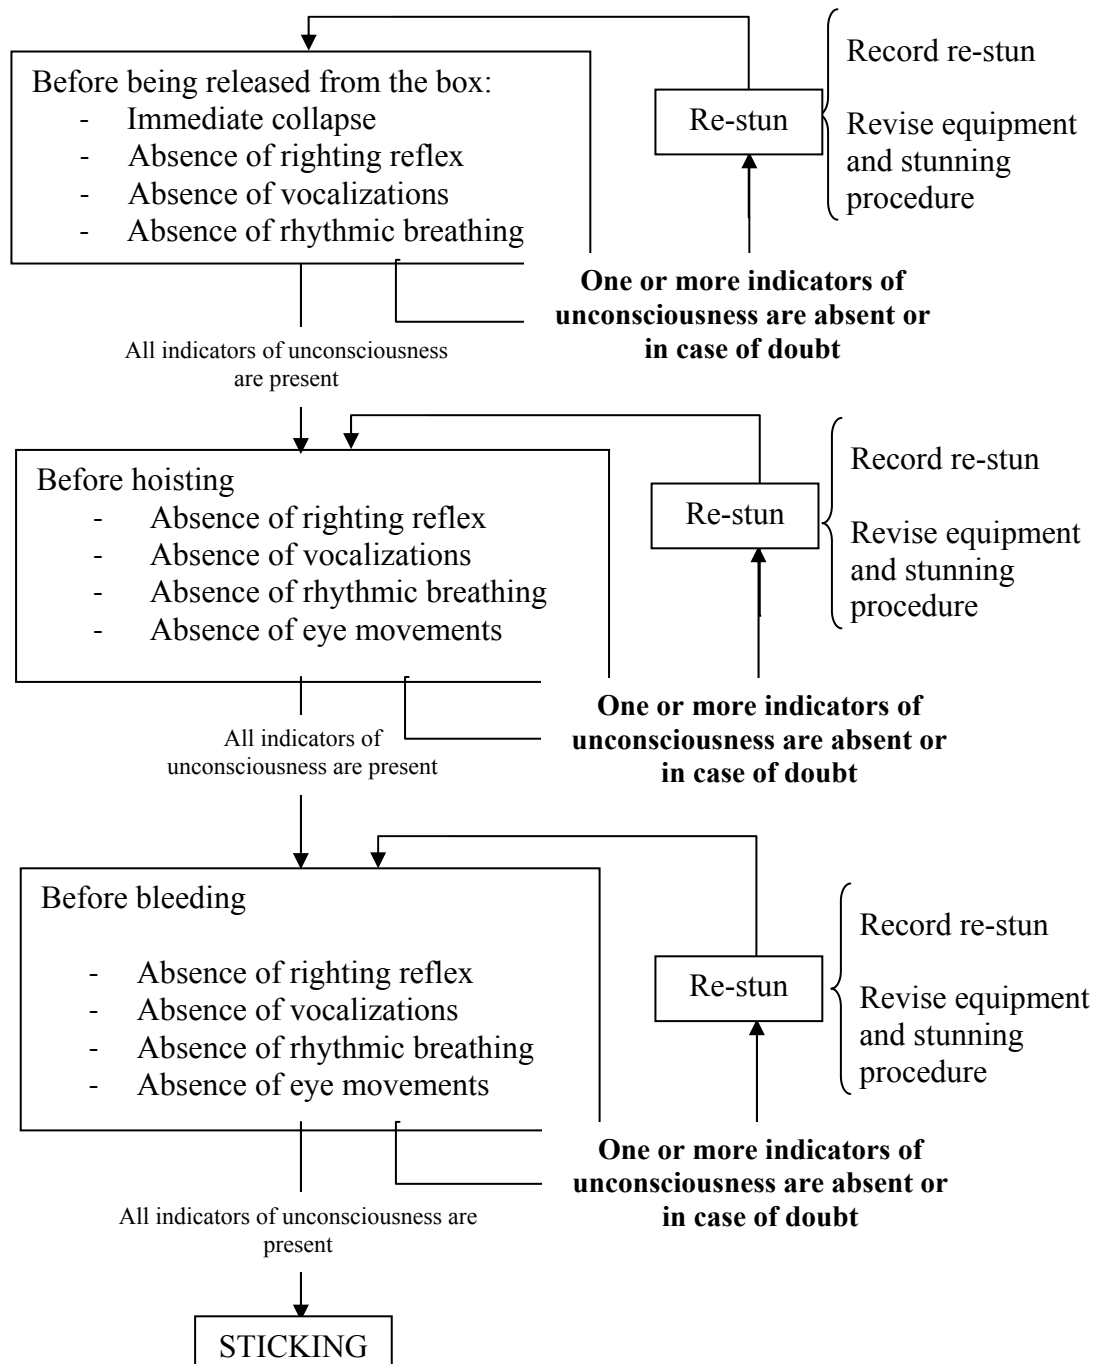 Before being released from the box:
- Immediate collapse
- Absence of righting reflex
- Absence of vocalizations
- Absence of rhythmic breathing
Re-stun
Record re-stun
Revise equipment
and stunning
procedure
One or more indicators of
unconsciousness are absent or
in case of doubt
All indicators of unconsciousness
are present
Before hoisting
- Absence of righting reflex
- Absence of vocalizations
- Absence of rhythmic breathing
- Absence of eye movements
Re-stun
Record re-stun
Revise equipment
and stunning
procedure
One or more indicators of
unconsciousness are absent or
in case of doubt
All indicators of
unconsciousness are present
Before bleeding
- Absence of righting reflex
- Absence of vocalizations
- Absence of rhythmic breathing
- Absence of eye movements
Re-stun
Record re-stun
Revise equipment
and stunning
procedure
One or more indicators of
unconsciousness are absent or
in case of doubt
All indicators of unconsciousness are
present
STICKING